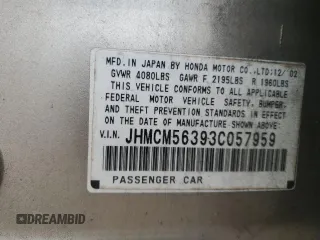 MFD. IN JAPAN BY HONDA MOTOR CO., LTD: 12/02
GVWR 4080LBS GAWR F 2195LBS R 1960LBS
THIS VEHICLE CONFORMS TO ALL APPLICABLE
FEDERAL MOTOR VEHICLE SAFETY, BUMPER,
AND THEFT PREVENTION STANDARDS IN EFFECT ON THE
DATE OF MANUFACTURE SHOWN ABOVE.
V.I.N. JHMCM56393C057959
PASSENGER CAR
© DREAMBID